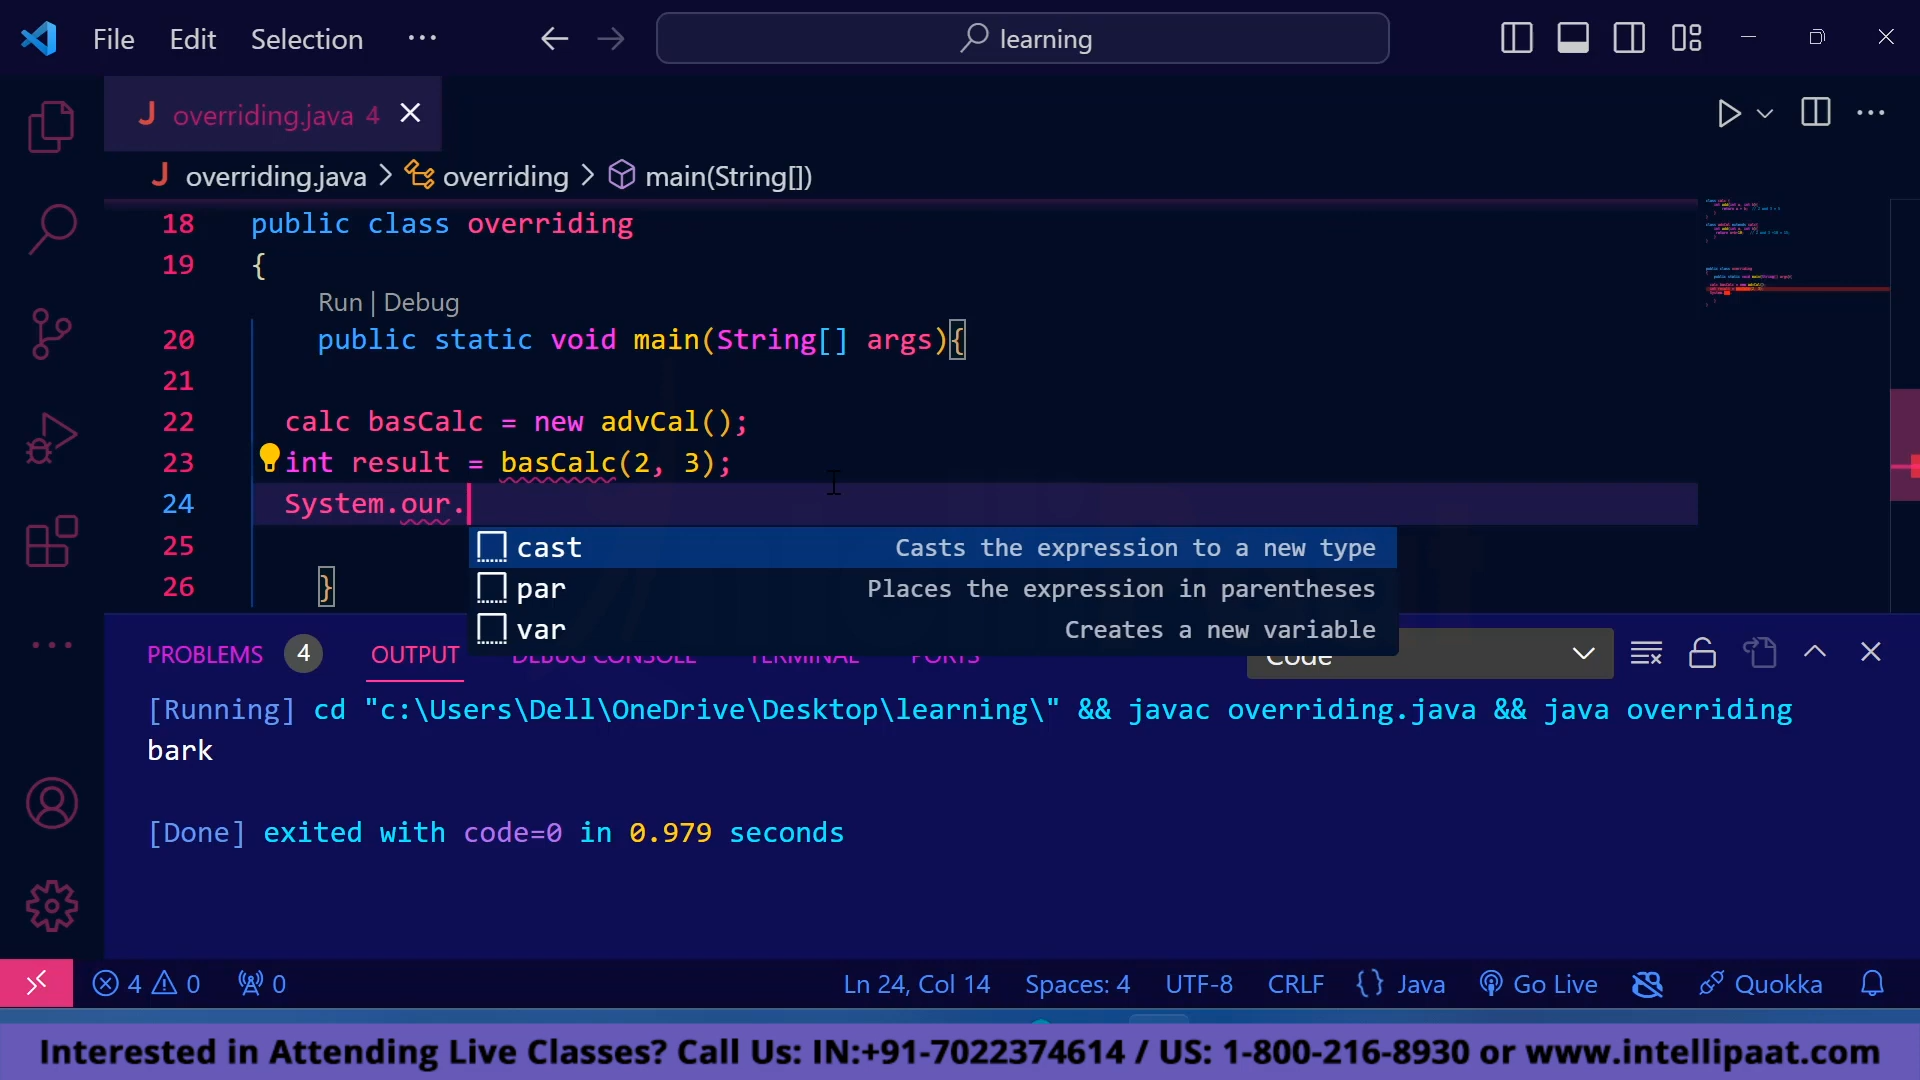 File Edit Selection ··· learning
overriding.java 4
overriding.java > overriding > main(String[])
18 public class overriding
19 {
Run | Debug
20 public static void main(String[] args){
21
22 calc basCalc = new advCal();
23 int result = basCalc(2, 3);
24 System.our.
cast Casts the expression to a new type
25
par Places the expression in parentheses
26 }
var Creates a new variable
PROBLEMS 4 OUTPUT DEBUG CONSOLE TERMINAL PORTS Code
[Running] cd "c:\Users\Dell\OneDrive\Desktop\learning\" && javac overriding.java && java overriding
bark
[Done] exited with code=0 in 0.979 seconds
4 0 0 Ln 24, Col 14 Spaces: 4 UTF-8 CRLF {} Java Go Live Quokka
Interested in Attending Live Classes? Call Us: IN:+91-7022374614 / US: 1-800-216-8930 or www.intellipaat.com